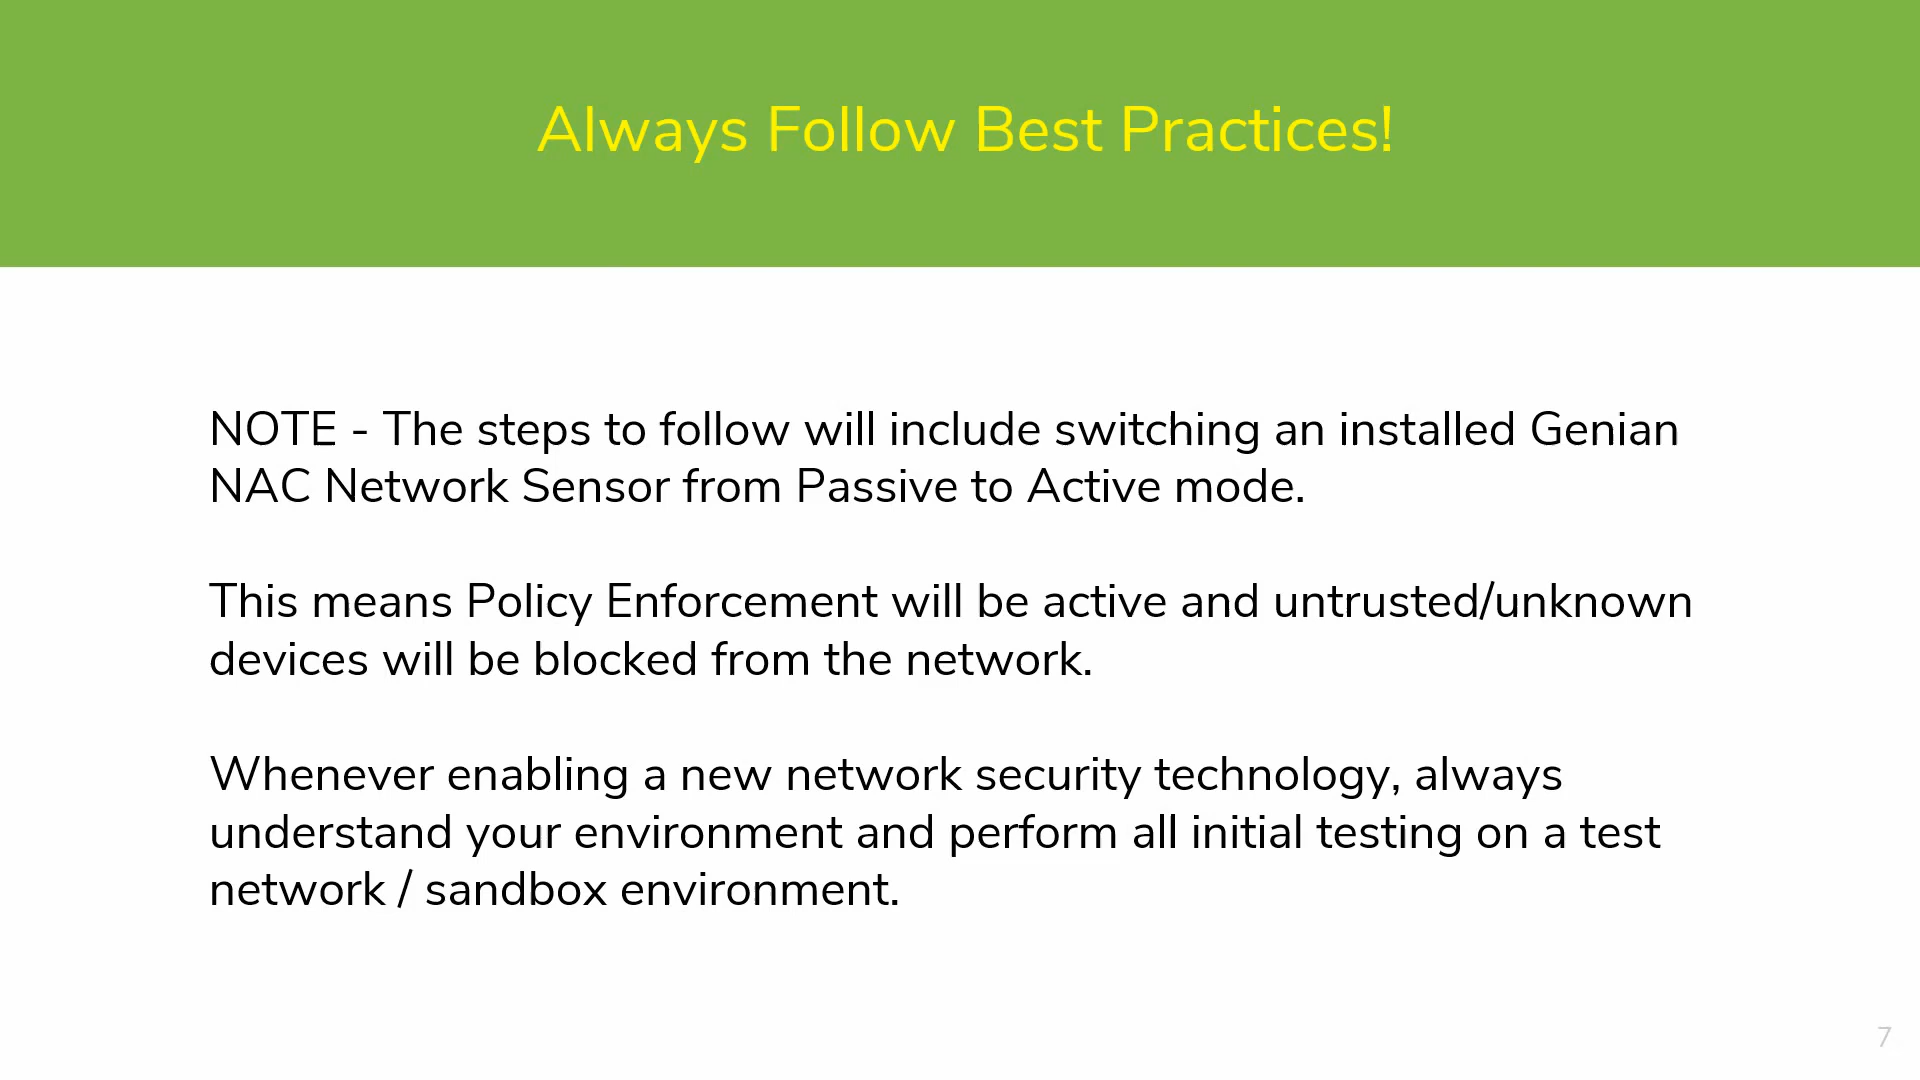 Always Follow Best Practices!
NOTE - The steps to follow will include switching an installed Genian
NAC Network Sensor from Passive to Active mode.
This means Policy Enforcement will be active and untrusted/unknown
devices will be blocked from the network.
Whenever enabling a new network security technology, always
understand your environment and perform all initial testing on a test
network / sandbox environment.
7